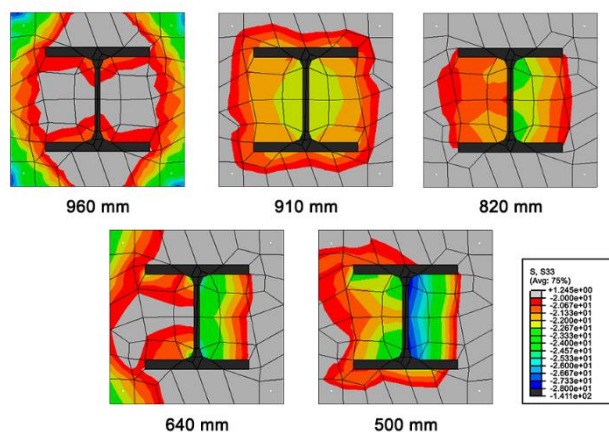 960 mm
910 mm
820 mm
640 mm
500 mm
S, S33
(Avg: 75%)
+1.245e+00
-2.000e+01
-2.067e+01
-2.133e+01
-2.200e+01
-2.267e+01
-2.333e+01
-2.400e+01
-2.457e+01
-2.533e+01
-2.600e+01
-2.667e+01
-2.733e+01
-2.800e+01
-1.411e+02